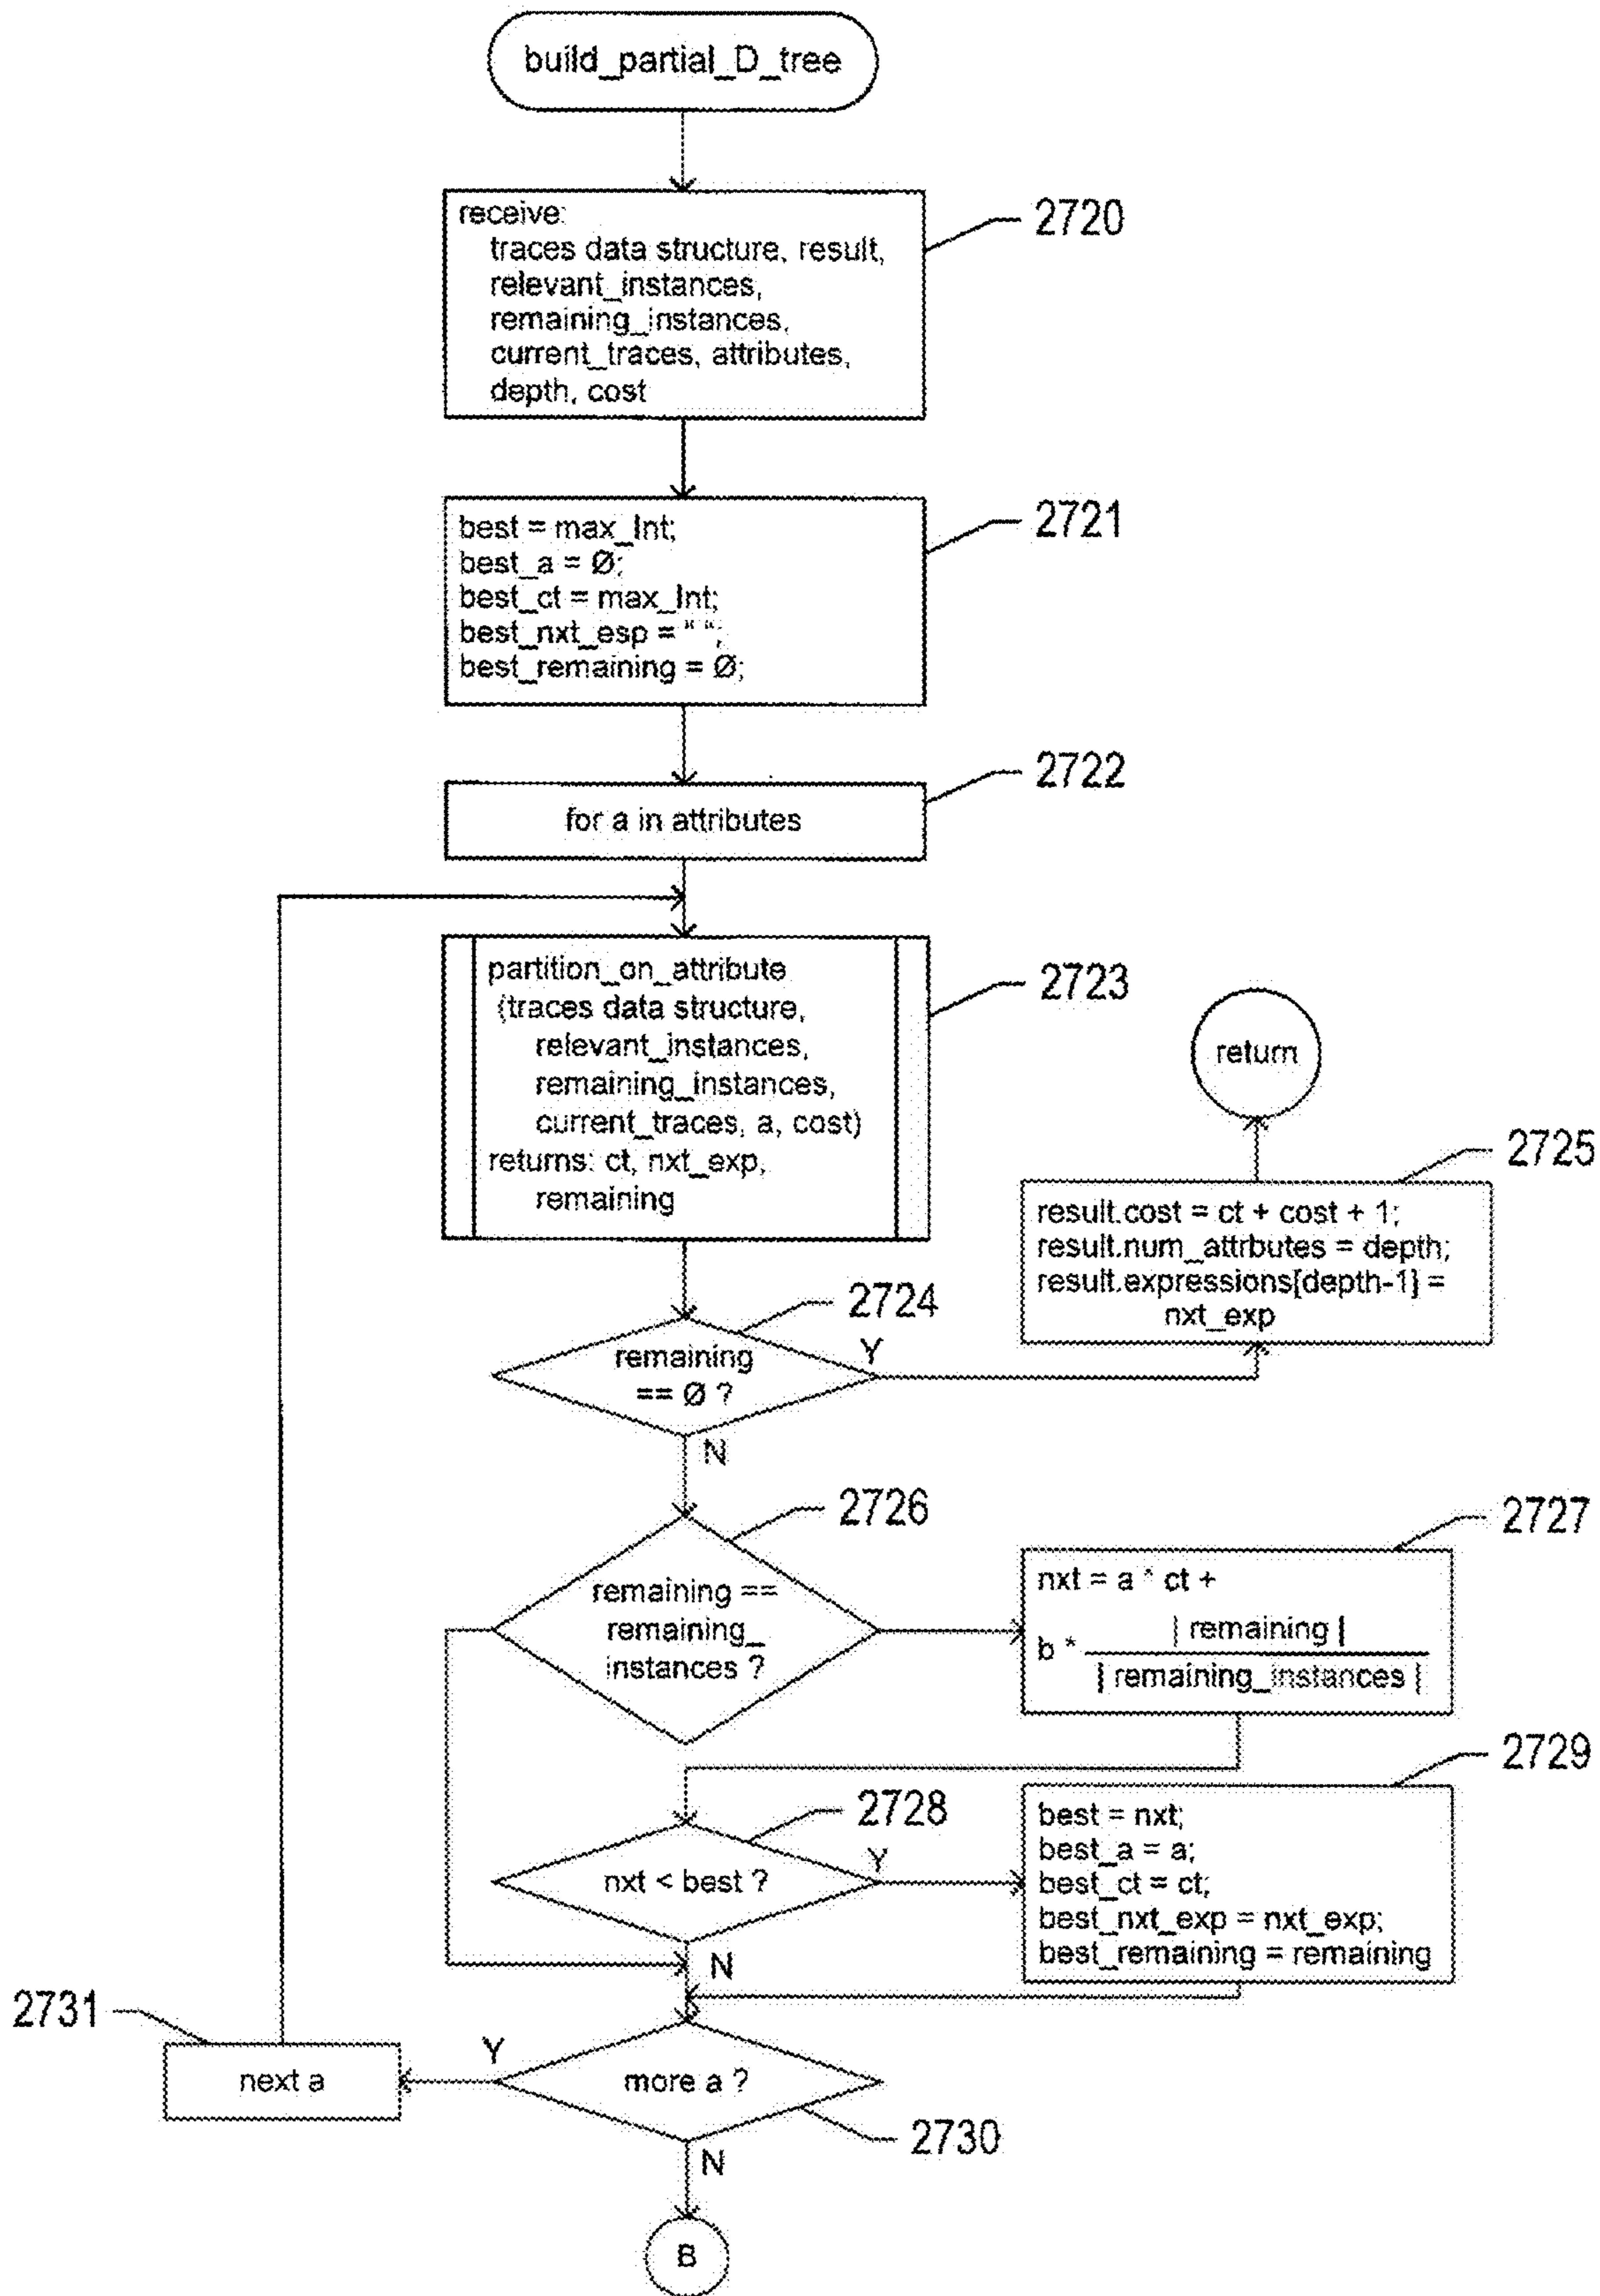 build_partial_D_tree
receive:
traces data structure, result,
relevant_instances,
remaining_instances,
current_traces, attributes,
depth, cost
2720
best = max_Int;
best_a = Ø;
best_ct = max_Int;
best_nxt_esp = " ";
best_remaining = Ø;
2721
for a in attributes
2722
partition_on_attribute
(traces data structure,
relevant_instances,
remaining_instances,
current_traces, a, cost)
returns: ct, nxt_exp,
remaining
2723
return
2725
result.cost = ct + cost + 1;
result.num_attrbutes = depth;
result.expressions[depth-1] =
nxt_exp
2724
remaining
== Ø ?
Y
N
2726
remaining ==
remaining_
instances ?
2727
nxt = a * ct +
b *
| remaining |
| remaining_instances |
2728
nxt < best ?
Y
N
2729
best = nxt;
best_a = a;
best_ct = ct;
best_nxt_exp = nxt_exp;
best_remaining = remaining
2731
next a
Y
more a ?
2730
N
B